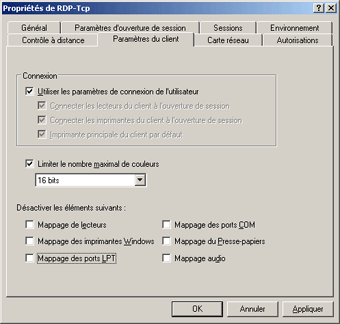 Propriétés de RDP-Tcp
Général
Paramètres d'ouverture de session
Sessions
Environnement
Contrôle à distance
Paramètres du client
Carte réseau
Autorisations
Connexion
Utiliser les paramètres de connexion de l'utilisateur
Connecter les lecteurs du client à l'ouverture de session
Connecter les imprimantes du client à l'ouverture de session
Imprimante principale du client par défaut
Limiter le nombre maximal de couleurs
16 bits
Désactiver les éléments suivants :
Mappage de lecteurs
Mappage des ports COM
Mappage des imprimantes Windows
Mappage du Presse-papiers
Mappage des ports LPT
Mappage audio
OK
Annuler
Appliquer